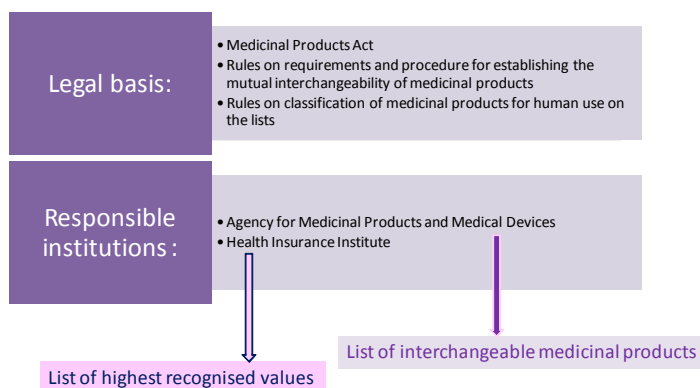 Legal basis:
• Medicinal Products Act
• Rules on requirements and procedure for establishing the
mutual interchangeability of medicinal products
• Rules on classification of medicinal products for human use on
the lists
Responsible
institutions :
• Agency for Medicinal Products and Medical Devices
• Health Insurance Institute
List of interchangeable medicinal products
List of highest recognised values